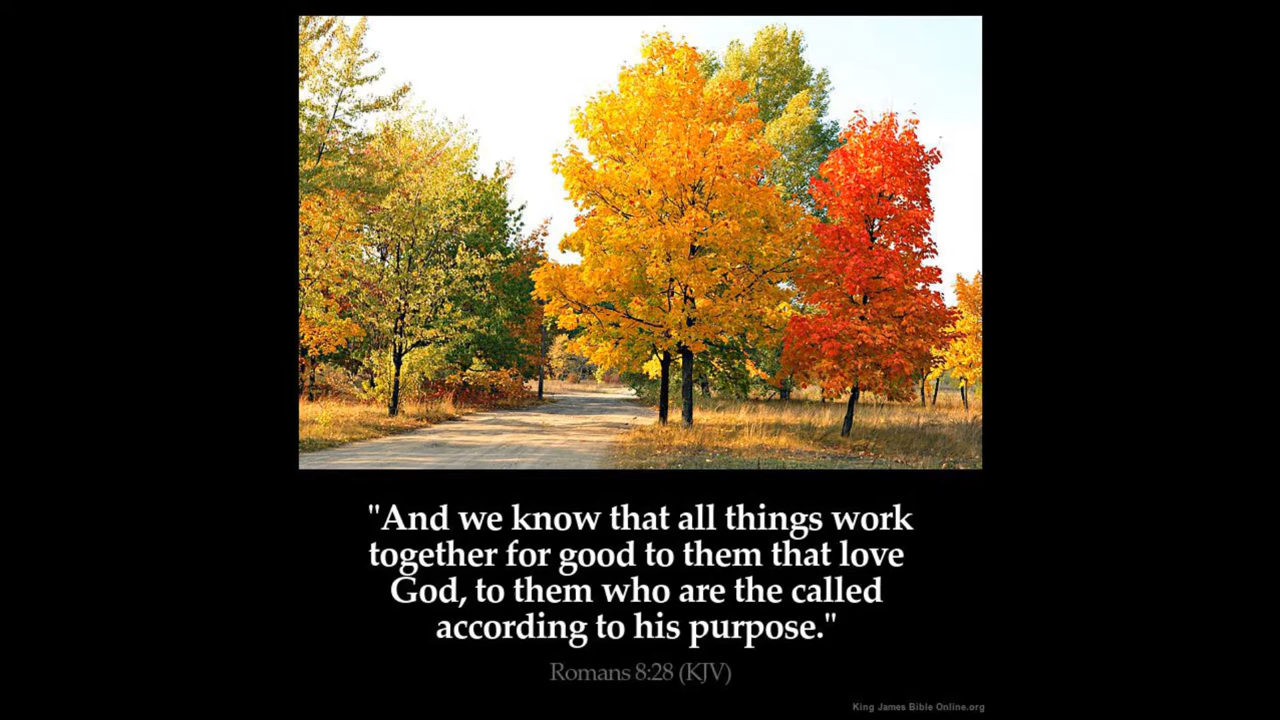 "And we know that all things work
together for good to them that love
God, to them who are the called
according to his purpose."
Romans 8:28 (KJV)
King James Bible Online.org